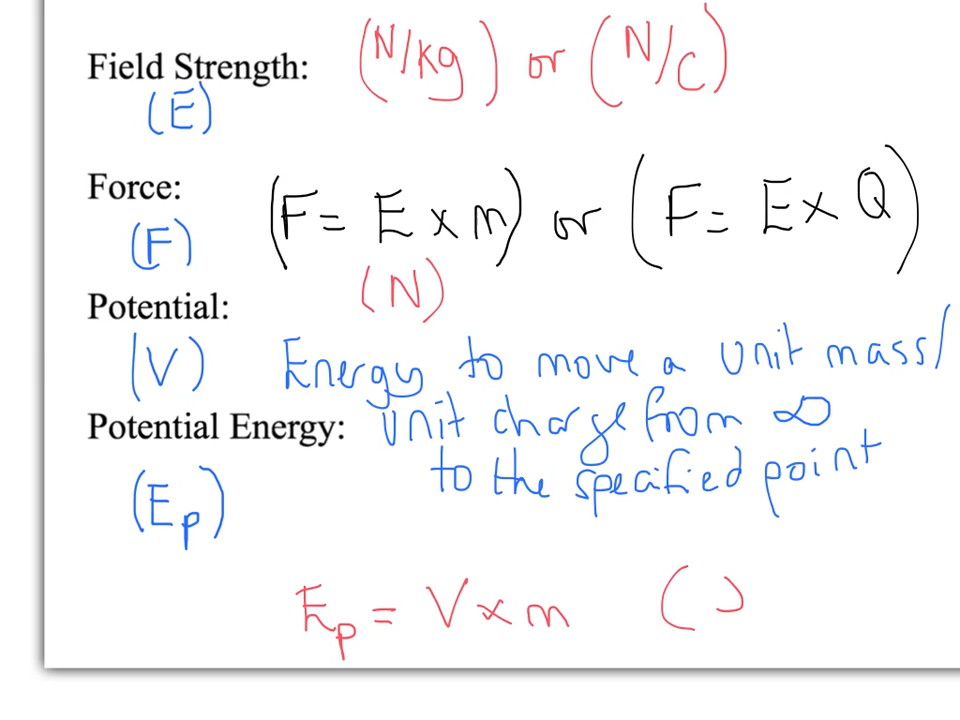 Field Strength: (N/kg) or (N/C)
(E)
Force: (F= E x m) or (F= E x Q)
(F) (N)
Potential:
(V) Energy to move a unit mass/
Potential Energy: unit charge from ∞
to the specified point
(Ep)
Ep = V x m (